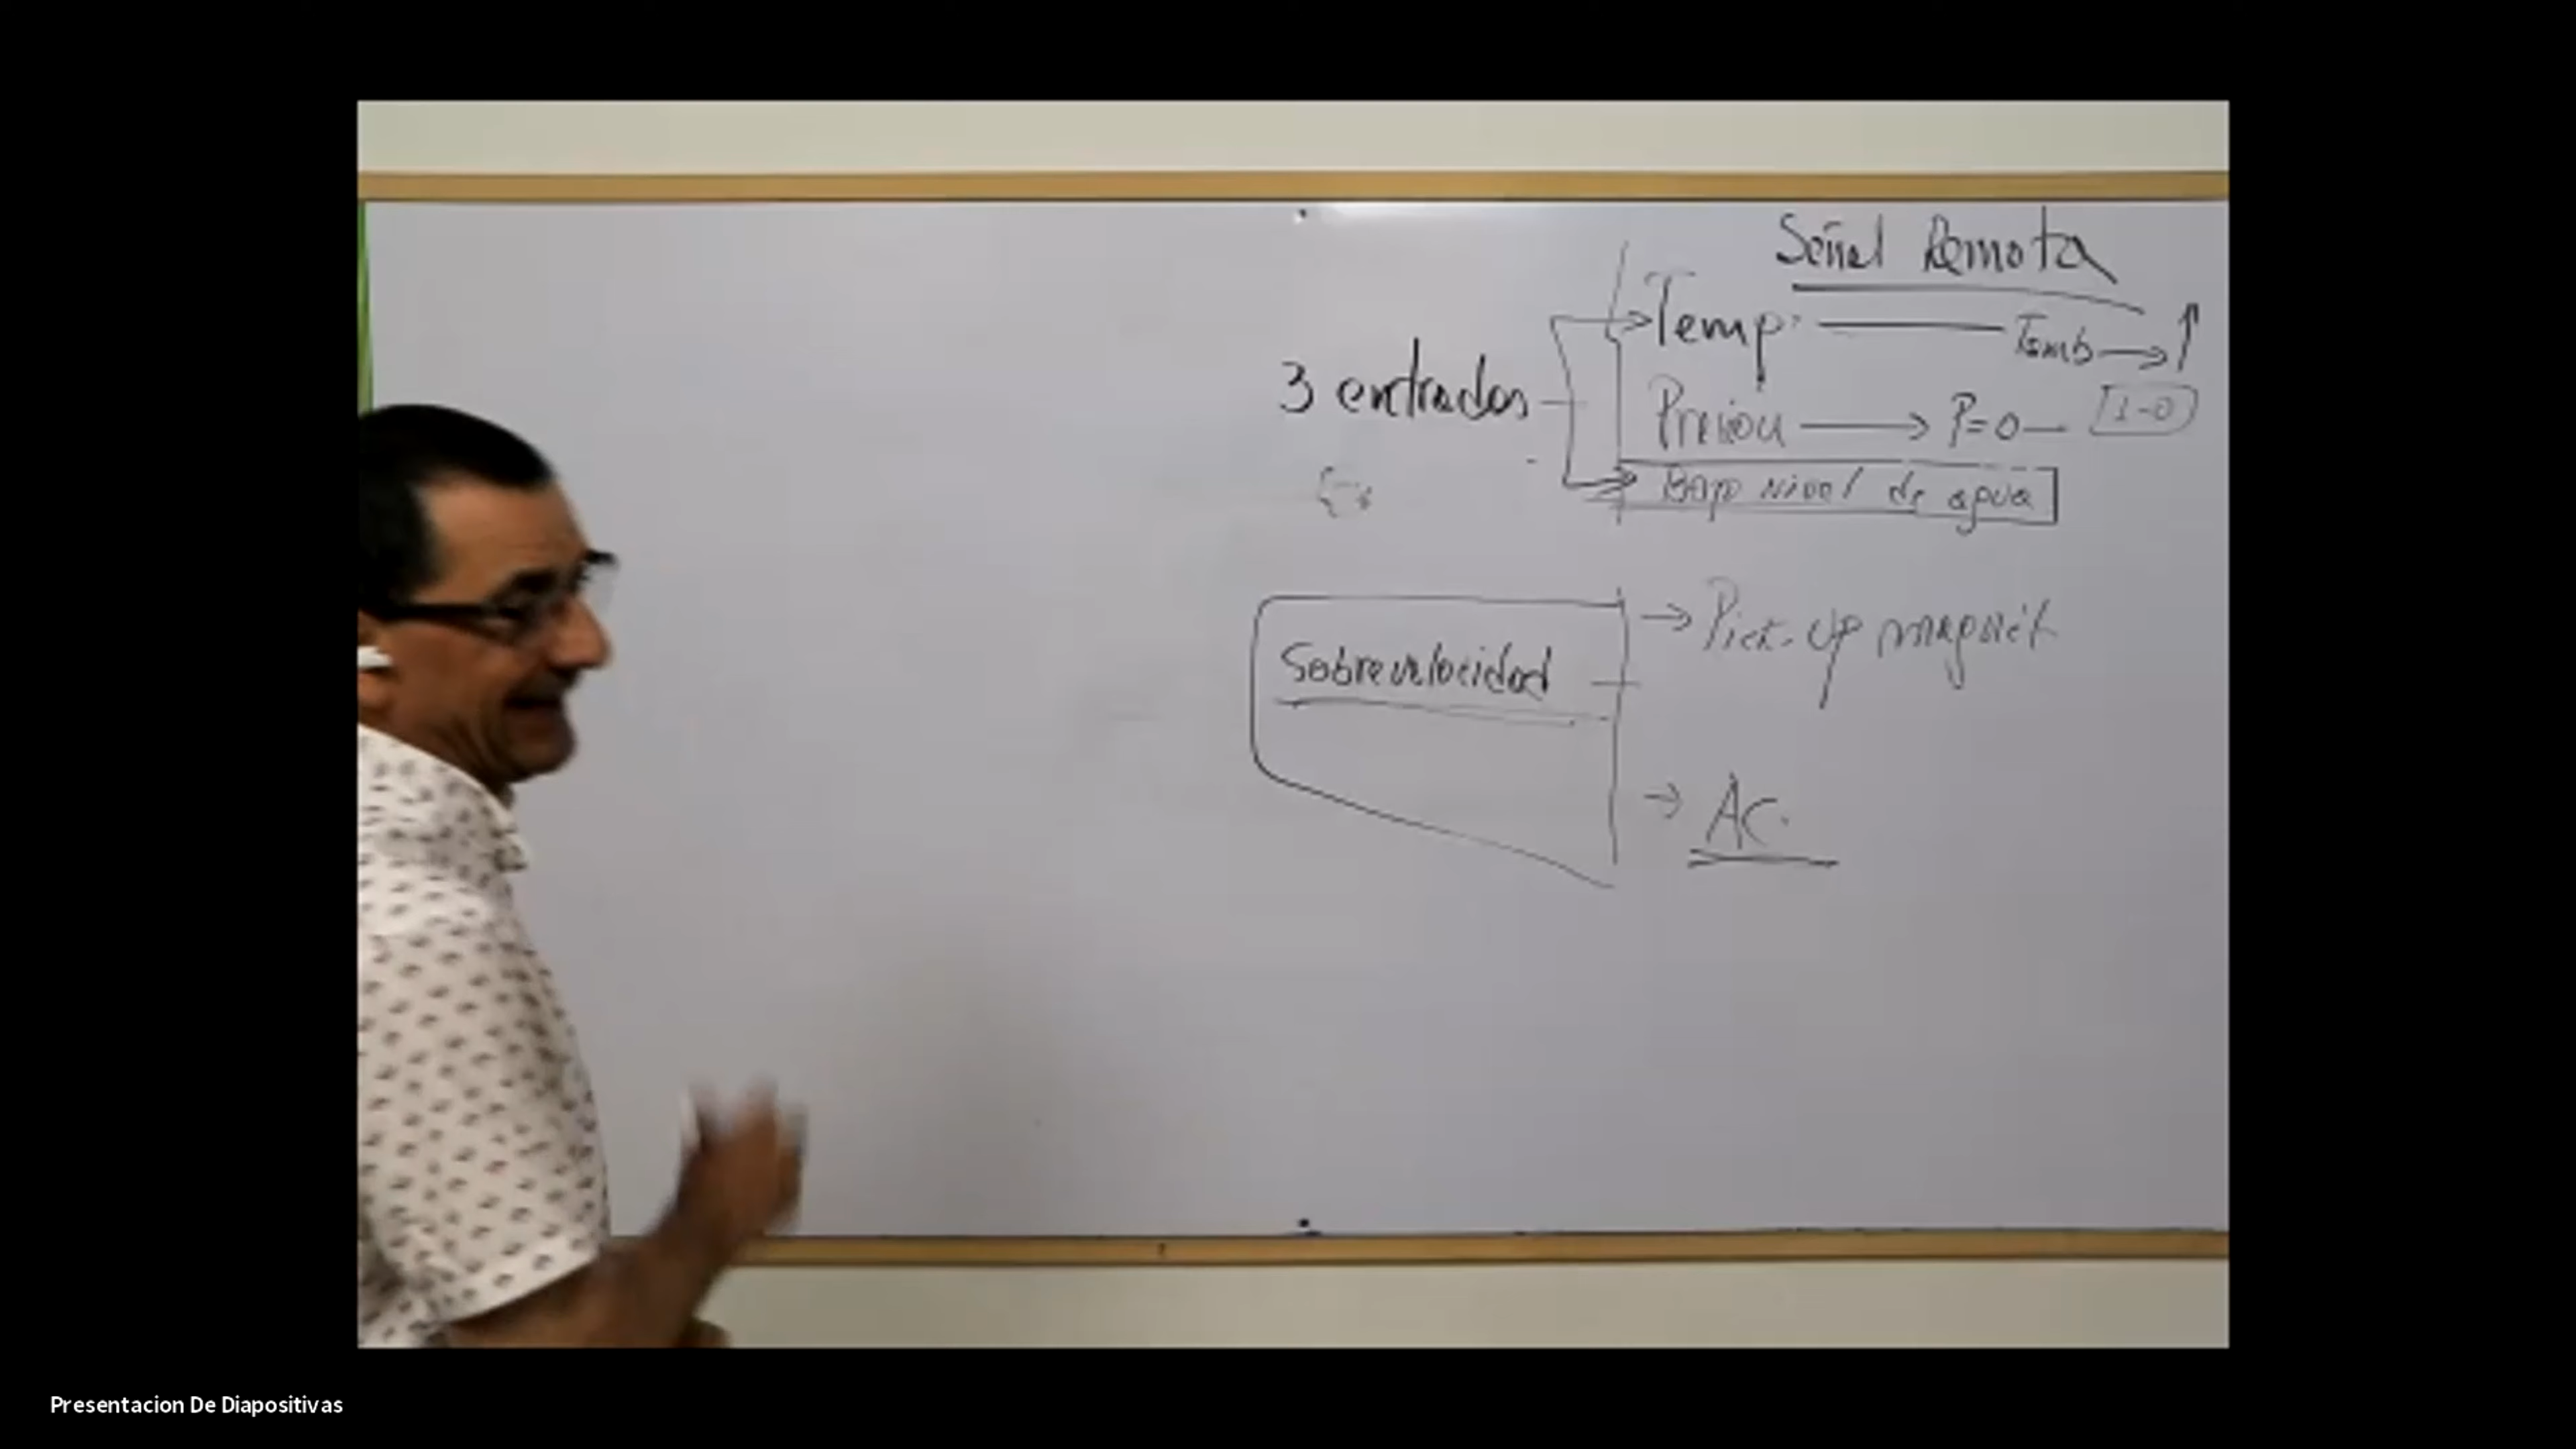 Señal Remota
3 entradas
Temp. Tamb
Presion P=0 1-0
Bajo nivel de agua
Sobrevelocidad
Pick-up magnét
AC.
Presentacion De Diapositivas